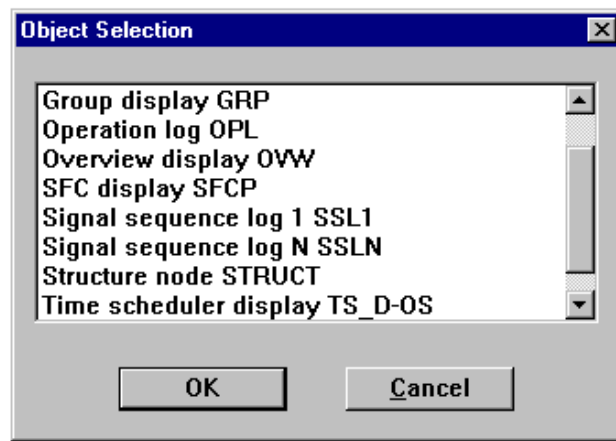 Object Selection
Group display GRP
Operation log OPL
Overview display OVW
SFC display SFCP
Signal sequence log 1 SSL1
Signal sequence log N SSLN
Structure node STRUCT
Time scheduler display TS_D-OS
OK Cancel